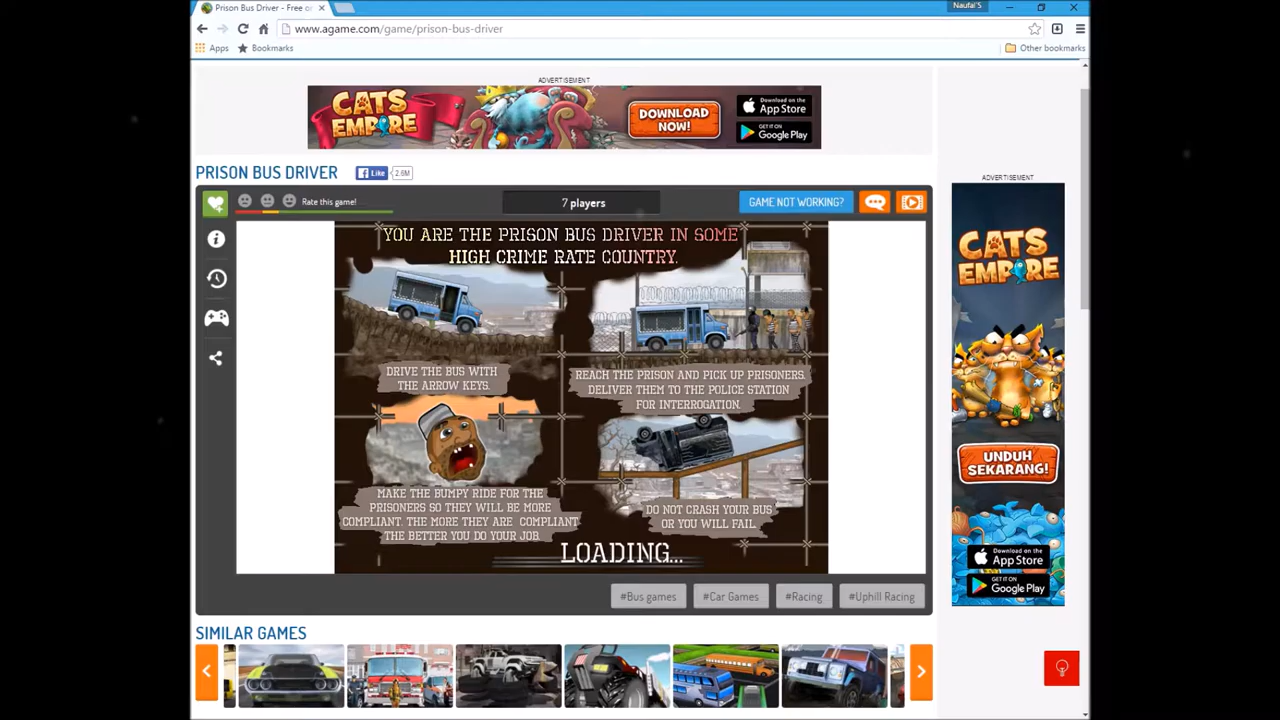 Prison Bus Driver - Free o
Naufal'S
www.agame.com/game/prison-bus-driver
Apps
Bookmarks
Other bookmarks
ADVERTISEMENT
CATS
EMPIRE
DOWNLOAD
NOW!
Download on the
App Store
GET IT ON
Google Play
PRISON BUS DRIVER
Like
2.6M
Rate this game!
7 players
GAME NOT WORKING?
YOU ARE THE PRISON BUS DRIVER IN SOME
HIGH CRIME RATE COUNTRY.
DRIVE THE BUS WITH
THE ARROW KEYS.
REACH THE PRISON AND PICK UP PRISONERS.
DELIVER THEM TO THE POLICE STATION
FOR INTERROGATION.
MAKE THE BUMPY RIDE FOR THE
PRISONERS SO THEY WILL BE MORE
COMPLIANT. THE MORE THEY ARE COMPLIANT
THE BETTER YOU DO YOUR JOB.
DO NOT CRASH YOUR BUS
OR YOU WILL FAIL.
LOADING...
#Bus games
#Car Games
#Racing
#Uphill Racing
SIMILAR GAMES
ADVERTISEMENT
CATS
EMPIRE
UNDUH
SEKARANG!
Download on the
App Store
GET IT ON
Google Play